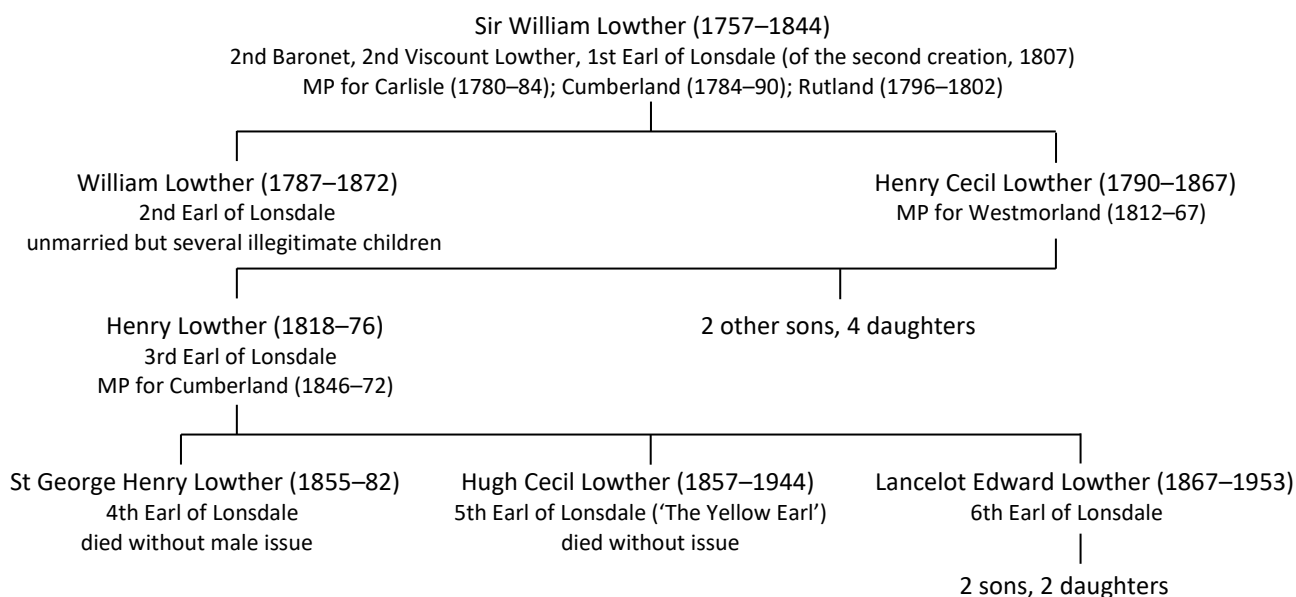 Sir William Lowther (1757–1844)
2nd Baronet, 2nd Viscount Lowther, 1st Earl of Lonsdale (of the second creation, 1807)
MP for Carlisle (1780–84); Cumberland (1784–90); Rutland (1796–1802)
William Lowther (1787–1872)
2nd Earl of Lonsdale
unmarried but several illegitimate children
Henry Cecil Lowther (1790–1867)
MP for Westmorland (1812–67)
Henry Lowther (1818–76)
3rd Earl of Lonsdale
MP for Cumberland (1846–72)
2 other sons, 4 daughters
St George Henry Lowther (1855–82)
4th Earl of Lonsdale
died without male issue
Hugh Cecil Lowther (1857–1944)
5th Earl of Lonsdale (‘The Yellow Earl’)
died without issue
Lancelot Edward Lowther (1867–1953)
6th Earl of Lonsdale
2 sons, 2 daughters